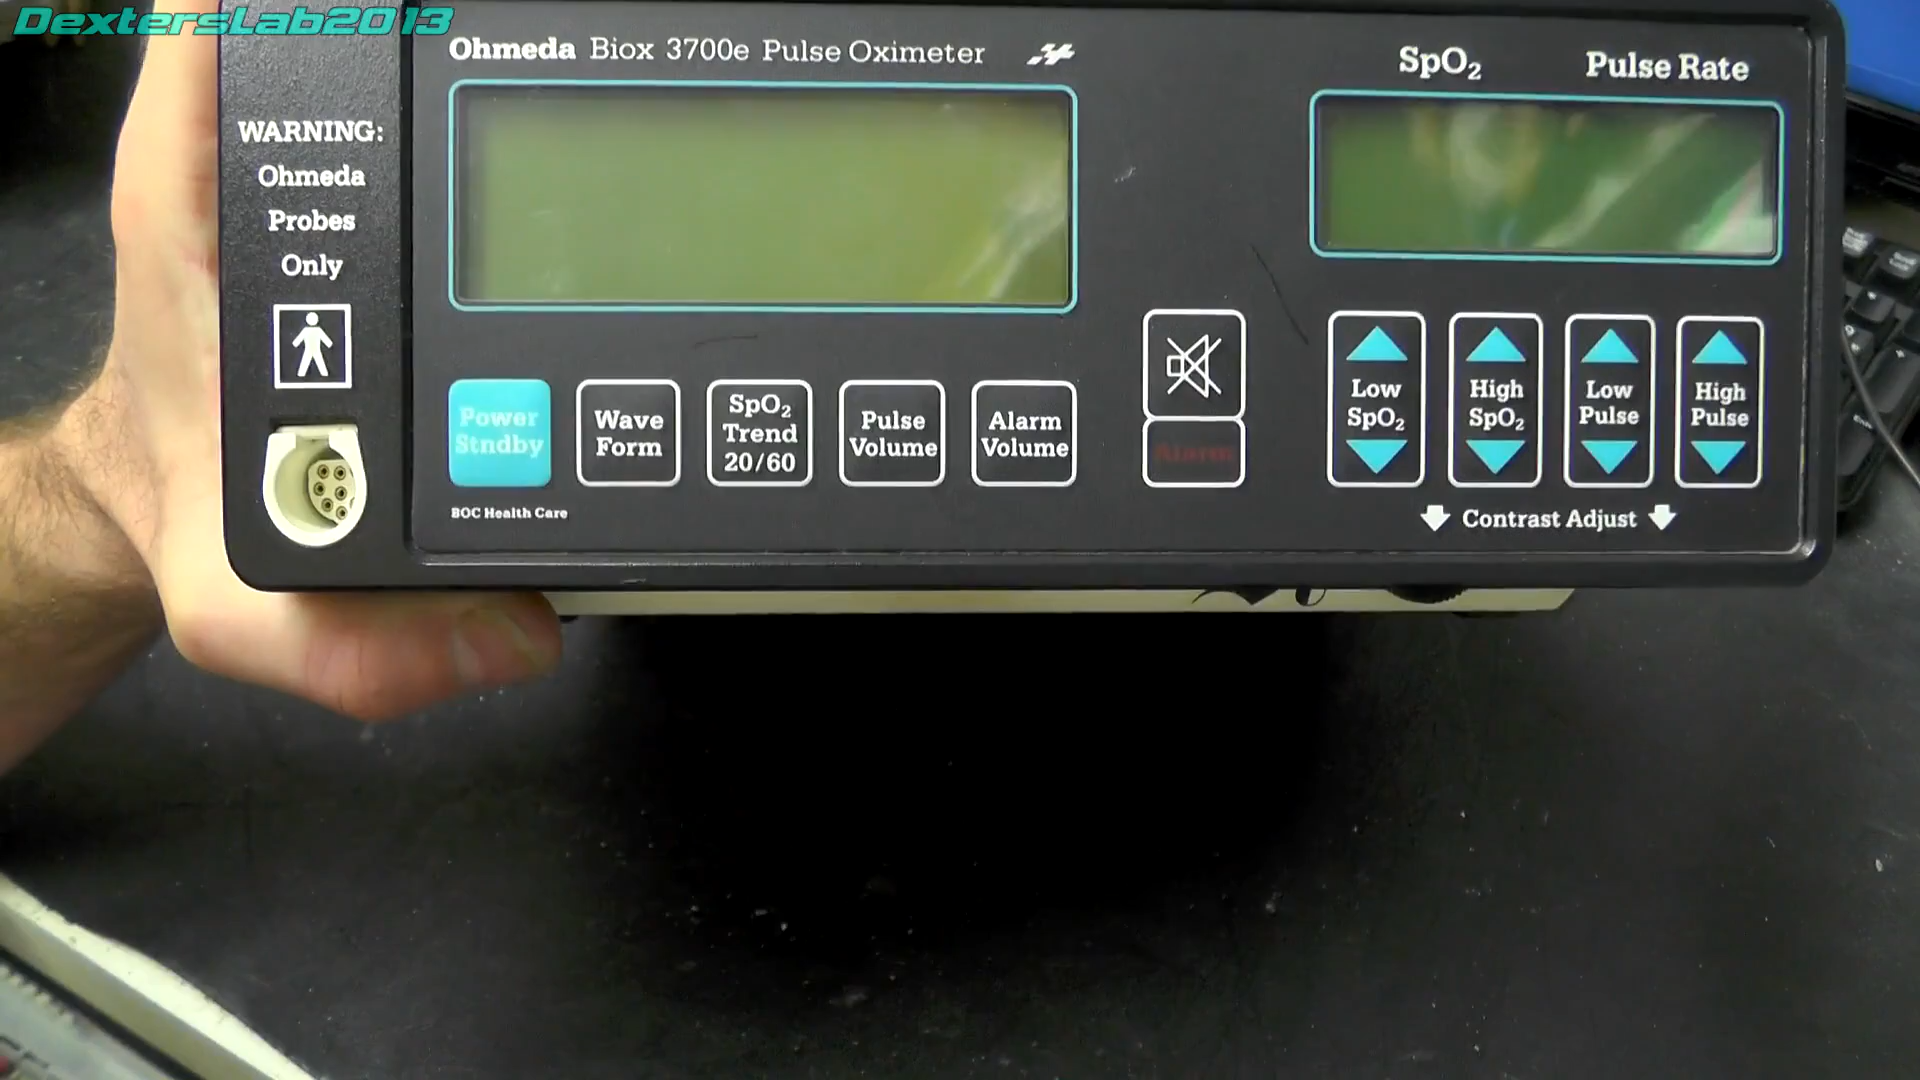 DextersLab2013
Ohmeda Biox 3700e Pulse Oximeter
SpO₂
Pulse Rate
WARNING:
Ohmeda
Probes
Only
Power
Stndby
Wave
Form
SpO₂
Trend
20/60
Pulse
Volume
Alarm
Volume
Alarm
Low
SpO₂
High
SpO₂
Low
Pulse
High
Pulse
BOC Health Care
Contrast Adjust